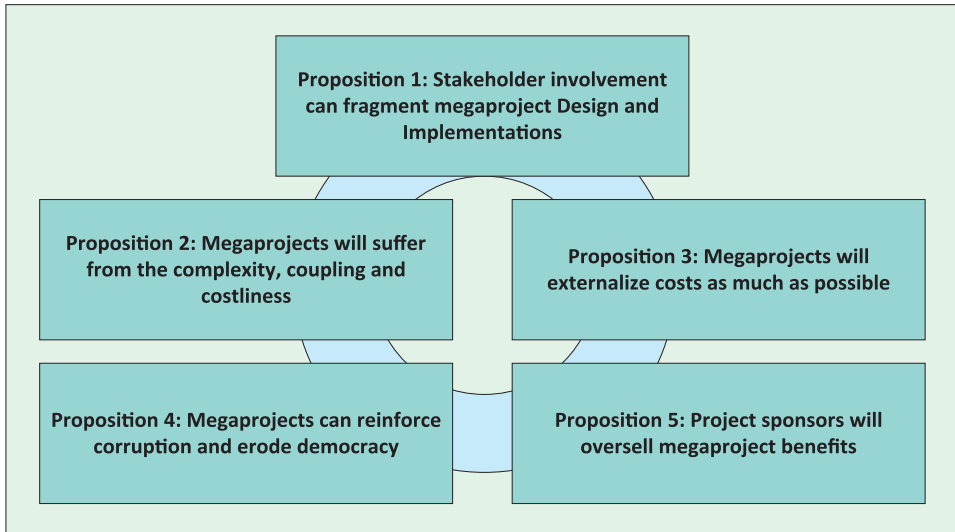 Proposition 1: Stakeholder involvement
can fragment megaproject Design and
Implementations
Proposition 2: Megaprojects will suffer
from the complexity, coupling and
costliness
Proposition 3: Megaprojects will
externalize costs as much as possible
Proposition 4: Megaprojects can reinforce
corruption and erode democracy
Proposition 5: Project sponsors will
oversell megaproject benefits